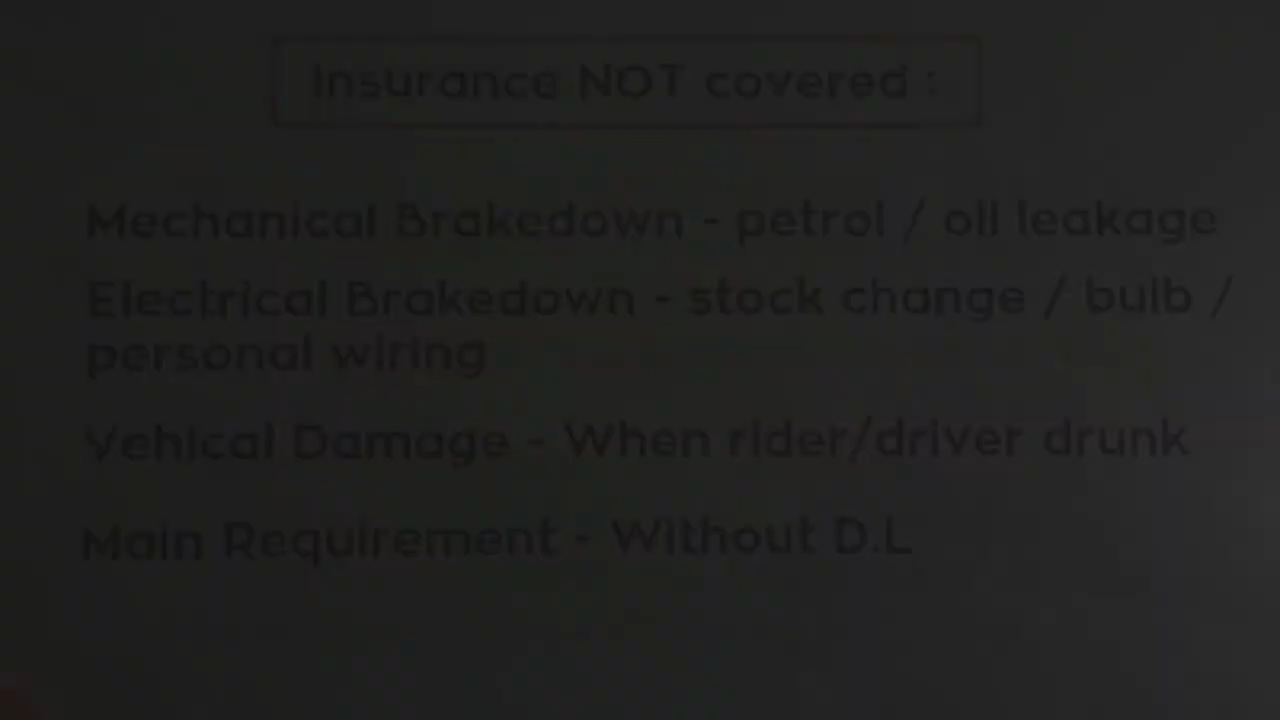 Insurance NOT covered :
Mechanical Brakedown - petrol / oil leakage
Electrical Brakedown - stock change / bulb /
personal wiring
Vehical Damage - When rider/driver drunk
Main Requirement - Without D.L